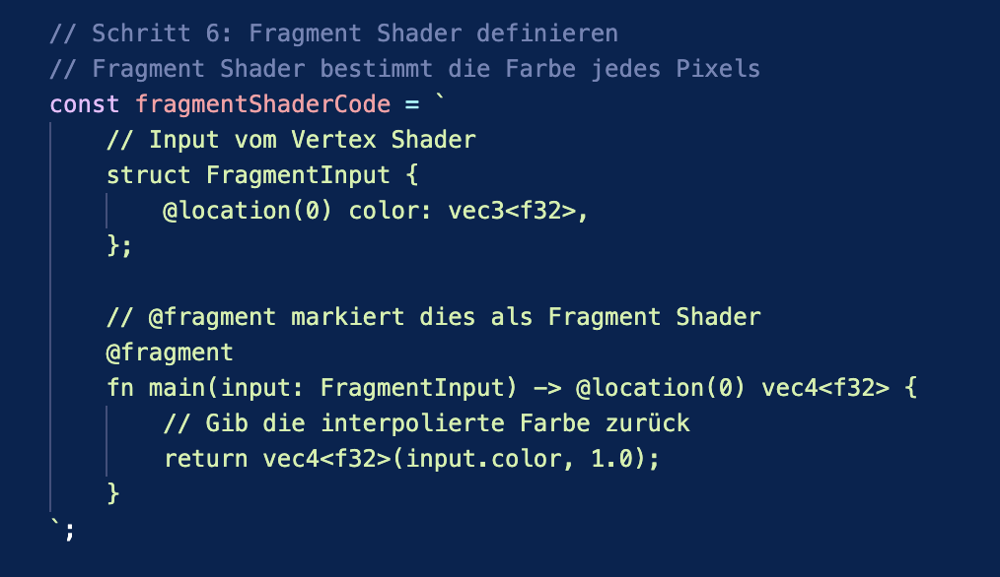 // Schritt 6: Fragment Shader definieren
// Fragment Shader bestimmt die Farbe jedes Pixels
const fragmentShaderCode = `
    // Input vom Vertex Shader
    struct FragmentInput {
        @location(0) color: vec3<f32>,
    };

    // @fragment markiert dies als Fragment Shader
    @fragment
    fn main(input: FragmentInput) -> @location(0) vec4<f32> {
        // Gib die interpolierte Farbe zurück
        return vec4<f32>(input.color, 1.0);
    }
`;